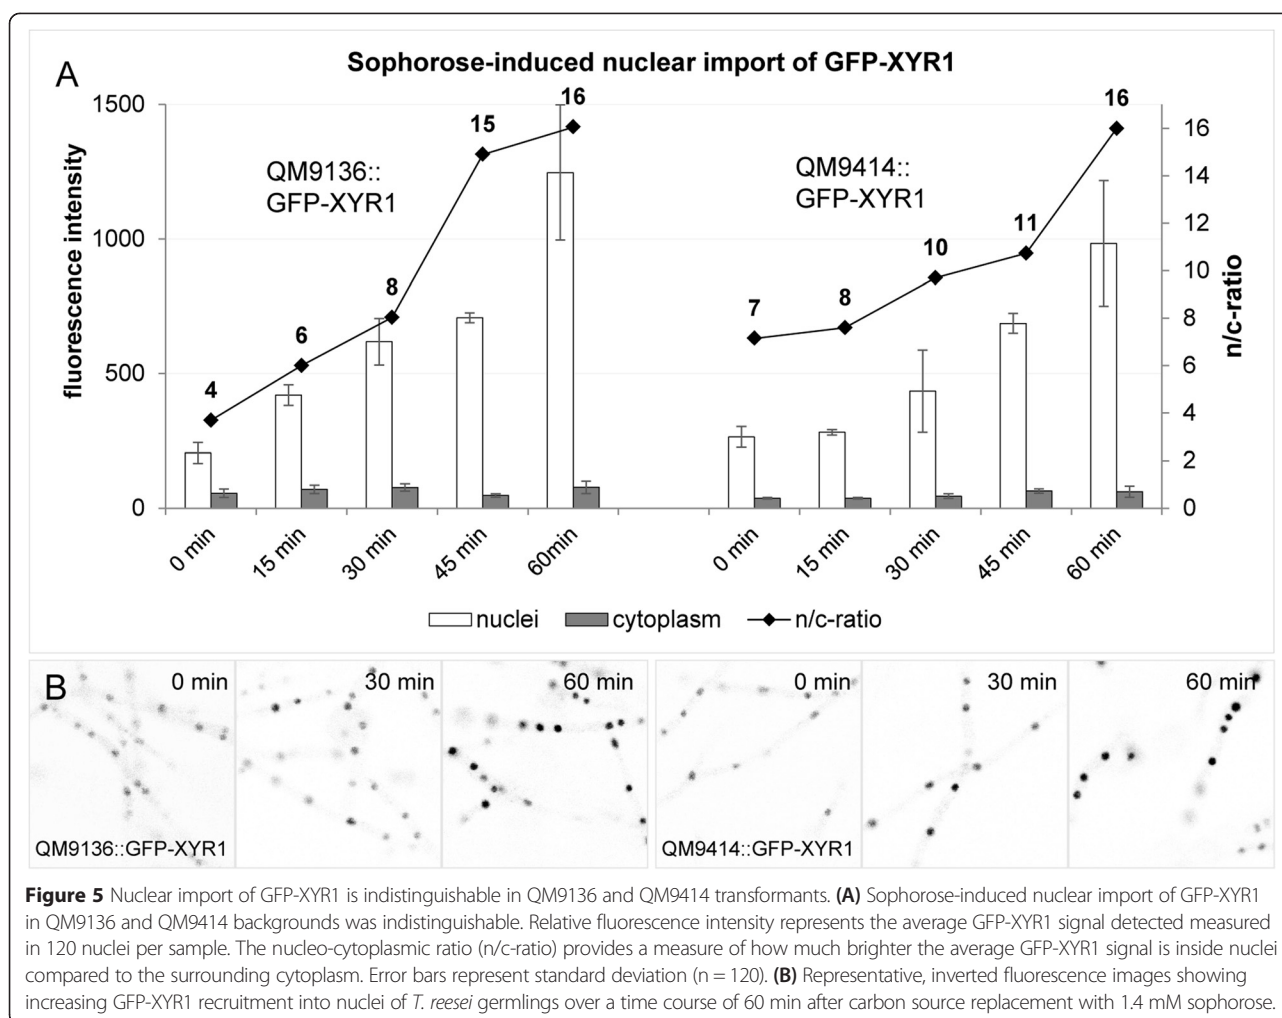 A
Sophorose-induced nuclear import of GFP-XYR1
fluorescence intensity
1500
1000
500
0
QM9136::
GFP-XYR1
4
6
8
15
16
QM9414::
GFP-XYR1
7
8
10
11
16
16
14
12
10
8
6
4
2
0
n/c-ratio
0 min
15 min
30 min
45 min
60min
0 min
15 min
30 min
45 min
60 min
nuclei cytoplasm n/c-ratio
B
0 min
30 min
60 min
0 min
30 min
60 min
QM9136::GFP-XYR1
QM9414::GFP-XYR1
Figure 5 Nuclear import of GFP-XYR1 is indistinguishable in QM9136 and QM9414 transformants. (A) Sophorose-induced nuclear import of GFP-XYR1
in QM9136 and QM9414 backgrounds was indistinguishable. Relative fluorescence intensity represents the average GFP-XYR1 signal detected measured
in 120 nuclei per sample. The nucleo-cytoplasmic ratio (n/c-ratio) provides a measure of how much brighter the average GFP-XYR1 signal is inside nuclei
compared to the surrounding cytoplasm. Error bars represent standard deviation (n = 120). (B) Representative, inverted fluorescence images showing
increasing GFP-XYR1 recruitment into nuclei of T. reesei germlings over a time course of 60 min after carbon source replacement with 1.4 mM sophorose.